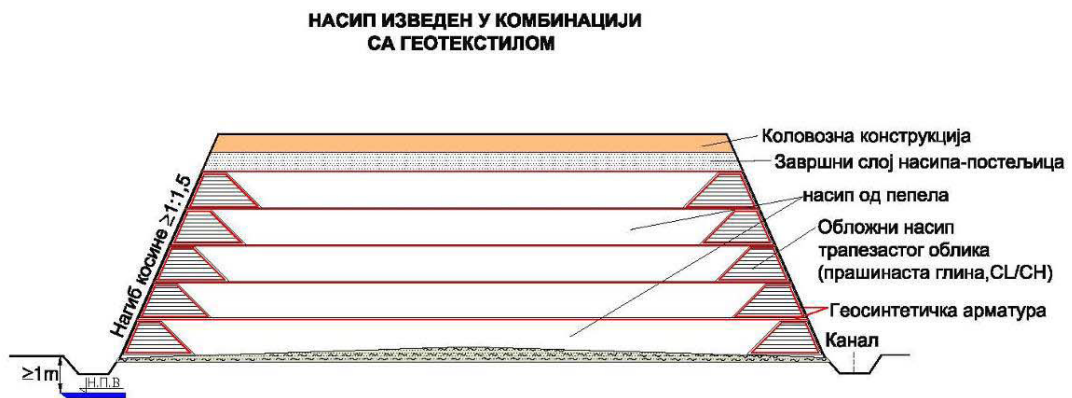 НАСИП ИЗВЕДЕН У КОМБИНАЦИЈИ
СА ГЕОТЕКСТИЛОМ
Коловозна конструкција
Завршни слој насипа-постељица
насип од пепела
Обложни насип
трапезастог облика
(прашинаста глина,CL/CH)
Геосинтетичка арматура
Канал
Нагиб косине ≥1:1,5
≥1m
Н.П.В